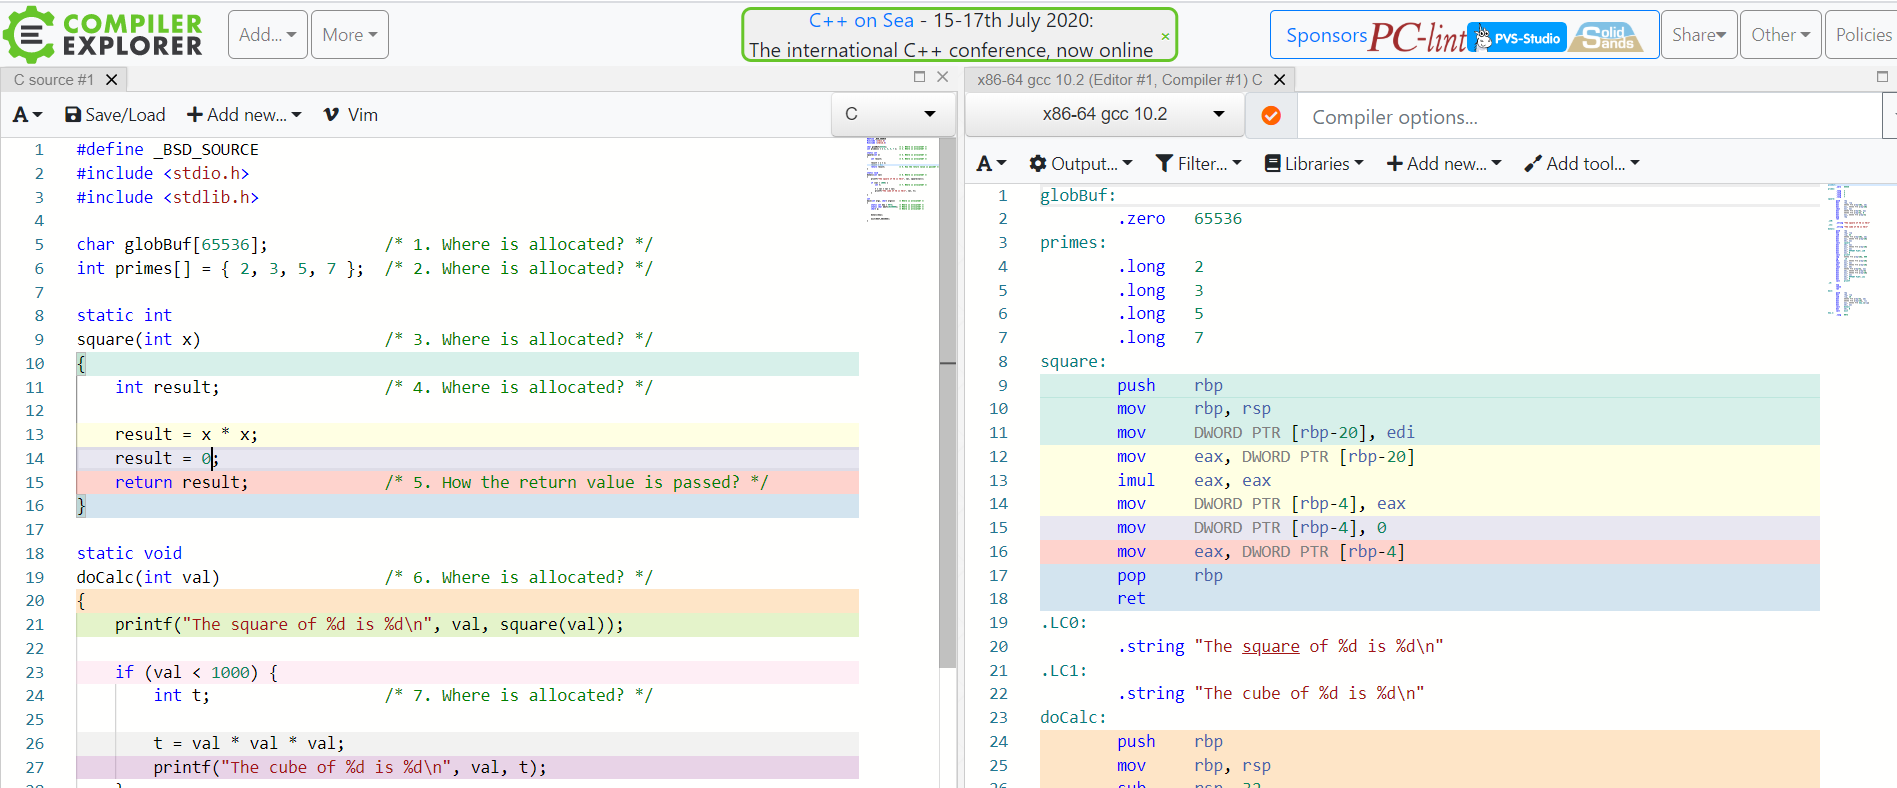 COMPILER
EXPLORER
Add...
More
C++ on Sea - 15-17th July 2020:
The international C++ conference, now online
×
Sponsors PC-lint PVS-Studio Solid Sands
Share
Other
Policies
C source #1
A
Save/Load
Add new...
Vim
C
1 #define _BSD_SOURCE
2 #include <stdio.h>
3 #include <stdlib.h>
4
5 char globBuf[65536]; /* 1. Where is allocated? */
6 int primes[] = { 2, 3, 5, 7 }; /* 2. Where is allocated? */
7
8 static int
9 square(int x) /* 3. Where is allocated? */
10 {
11 int result; /* 4. Where is allocated? */
12
13 result = x * x;
14 result = 0;
15 return result; /* 5. How the return value is passed? */
16 }
17
18 static void
19 doCalc(int val) /* 6. Where is allocated? */
20 {
21 printf("The square of %d is %d\n", val, square(val));
22
23 if (val < 1000) {
24 int t; /* 7. Where is allocated? */
25
26 t = val * val * val;
27 printf("The cube of %d is %d\n", val, t);
x86-64 gcc 10.2 (Editor #1, Compiler #1) C
x86-64 gcc 10.2
Compiler options...
A
Output...
Filter...
Libraries
Add new...
Add tool...
1 globBuf:
2 .zero 65536
3 primes:
4 .long 2
5 .long 3
6 .long 5
7 .long 7
8 square:
9 push rbp
10 mov rbp, rsp
11 mov DWORD PTR [rbp-20], edi
12 mov eax, DWORD PTR [rbp-20]
13 imul eax, eax
14 mov DWORD PTR [rbp-4], eax
15 mov DWORD PTR [rbp-4], 0
16 mov eax, DWORD PTR [rbp-4]
17 pop rbp
18 ret
19 .LC0:
20 .string "The square of %d is %d\n"
21 .LC1:
22 .string "The cube of %d is %d\n"
23 doCalc:
24 push rbp
25 mov rbp, rsp
26 sub rsp, 32